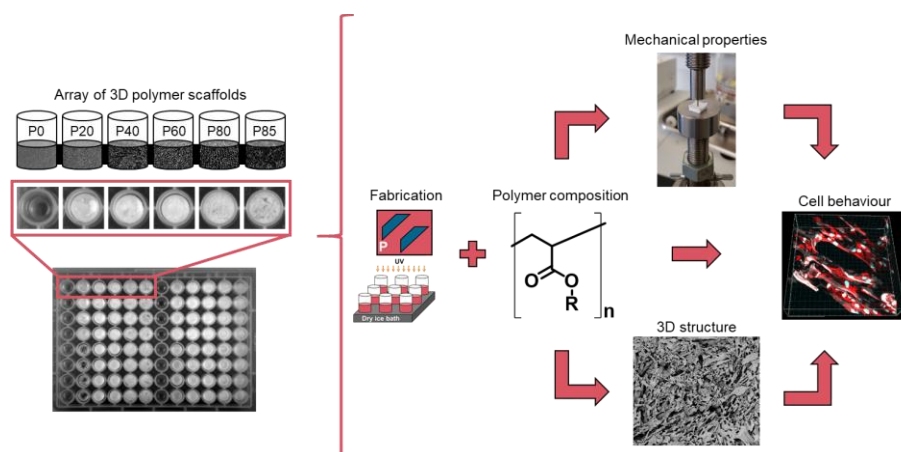 Array of 3D polymer scaffolds
P0 P20 P40 P60 P80 P85
Fabrication
P
UV
Dry ice bath
Polymer composition
O
O
R
n
Mechanical properties
3D structure
Cell behaviour